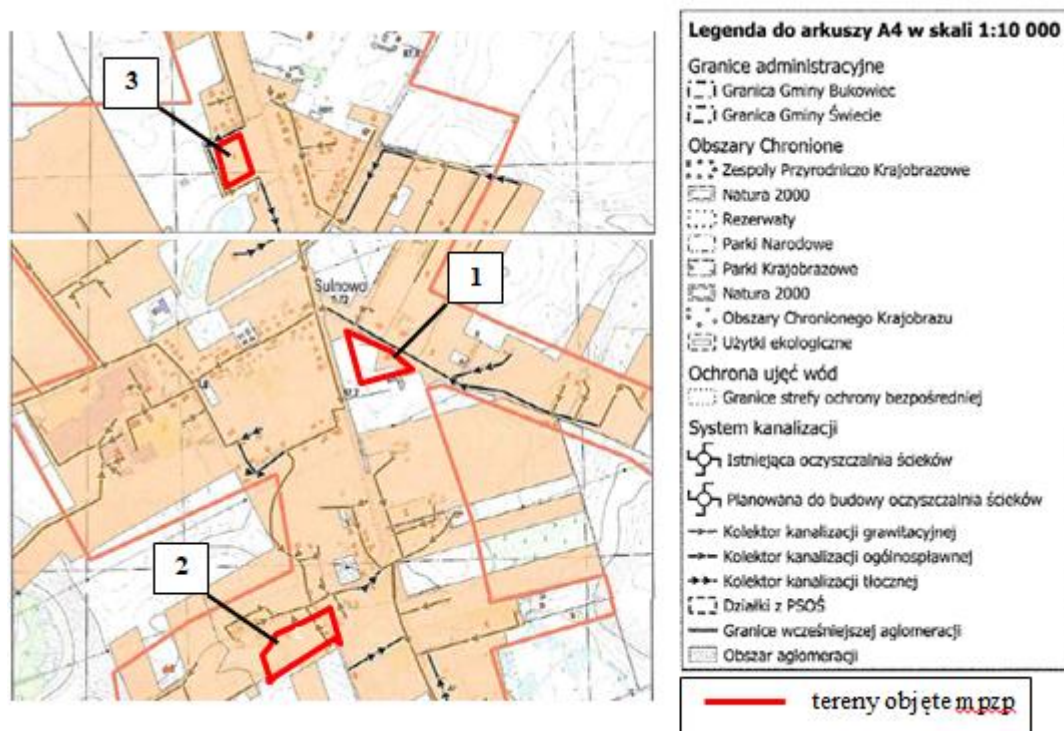 3
1
Sulnowo
2
Legenda do arkuszy A4 w skali 1:10 000
Granice administracyjne
Granica Gminy Bukowiec
Granica Gminy Świecie
Obszary Chronione
Zespoły Przyrodniczo Krajobrazowe
Natura 2000
Rezerwaty
Parki Narodowe
Parki Krajobrazowe
Natura 2000
Obszary Chronionego Krajobrazu
Użytki ekologiczne
Ochrona ujęć wód
Granice strefy ochrony bezpośredniej
System kanalizacji
Istniejąca oczyszczalnia ścieków
Planowana do budowy oczyszczalnia ścieków
Kolektor kanalizacji grawitacyjnej
Kolektor kanalizacji ogólnospławnej
Kolektor kanalizacji tłocznej
Działki z PSOŚ
Granice wcześniejszej aglomeracji
Obszar aglomeracji
tereny objęte mpzp